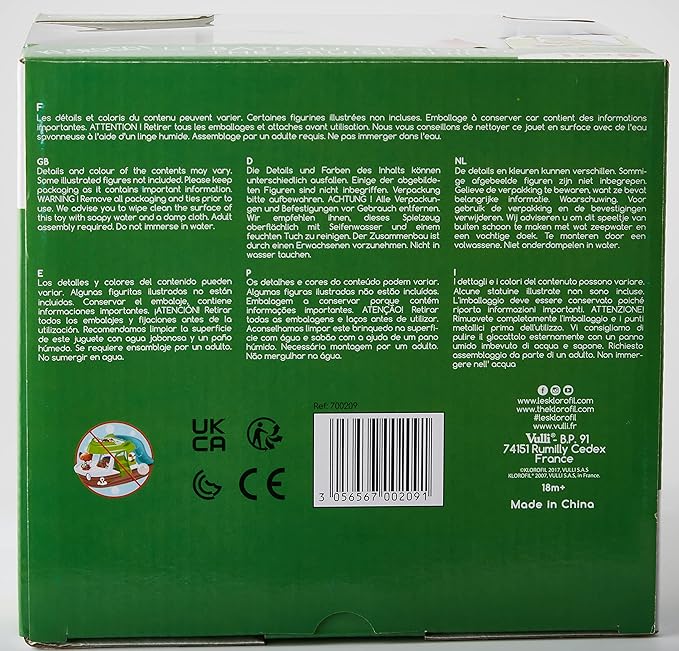 F
Les détails et coloris du contenu peuvent varier. Certaines figurines illustrées non incluses. Emballage à conserver car contient des informations
importantes. ATTENTION ! Retirer tous les emballages et attaches avant utilisation. Nous vous conseillons de nettoyer ce jouet en surface avec de l'eau
savonneuse à l'aide d'un linge humide. Assemblage par un adulte requis. Ne pas immerger dans l'eau.
GB
Details and colour of the contents may vary.
Some illustrated figures not included. Please keep
packaging as it contains important information.
WARNING ! Remove all packaging and ties prior to
use. We advise you to wipe clean the surface of
this toy with soapy water and a damp cloth. Adult
assembly required. Do not immerse in water.
D
Die Details und Farben des Inhalts können
unterschiedlich ausfallen. Einige der abgebilde-
ten Figuren sind nicht inbegriffen. Verpackung
bitte aufbewahren. ACHTUNG ! Alle Verpackun-
gen und Befestigungen vor Gebrauch entfernen.
Wir empfehlen Ihnen, dieses Spielzeug
oberflächlich mit Seifenwasser und einem
feuchten Tuch zu reinigen. Der Zusammenbau ist
durch einen Erwachsenen vorzunehmen. Nicht in
wasser tauchen.
NL
De details en kleuren kunnen verschillen. Sommi-
ge afgebeelde figuren zijn niet inbegrepen.
Gelieve de verpakking te bewaren, want ze bevat
belangrijke informatie. Waarschuwing. Voor
gebruik de verpakking en de bevestigingen
verwijderen. Wij adviseren u om dit speeltje van
buiten schoon te maken met wat zeepwater en
een vochtige doek. Te monteren door een
volwassene. Niet onderdompelen in water.
E
Los detalles y colores del contenido pueden
variar. Algunas figuritas ilustradas no están
incluidas. Conservar el embalaje, contiene
informaciones importantes. ¡ATENCIÓN! Retirar
todos los embalajes y fijaciones antes de la
utilización. Recomendamos limpiar la superficie
de este juguete con agua jabonosa y un paño
húmedo. Se requiere ensamblaje por un adulto.
No sumergir en agua.
P
Os detalhes e cores do conteúdo podem variar.
Algumas figuras ilustradas não estão incluídas.
Embalagem a conservar porque contém
informações importantes. ATENÇÃO! Retirar
todas as embalagens e laços antes de utilizar.
Aconselhamos limpar este brinquedo na superfí-
cie com água e sabão com a ajuda de um pano
húmido. Necessária montagem por um adulto.
Não mergulhar na água.
I
I dettagli e i colori del contenuto possono variare.
Alcune statuine illustrate non sono incluse.
L'imballaggio deve essere conservato poiché
riporta informazioni importanti. ATTENZIONE!
Rimuovete completamente l'imballaggio e i punti
metallici prima dell'utilizzo. Vi consigliamo di
pulire il giocattolo esternamente con un panno
umido imbevuto di acqua e sapone. Richiesto
assemblaggio da parte di un adulto. Non immer-
gere nell' acqua
UK
CA
CE
Ref: 700209
3 056567 002091
www.lesklorofil.com
www.theklorofil.com
#lesklorofil
www.vulli.fr
Vulli® - B.P. 91
74151 Rumilly Cedex
France
©KLOROFIL 2017, VULLI S.A.S
KLOROFIL® 2007, VULLI S.A.S, in France.
18m+
Made in China